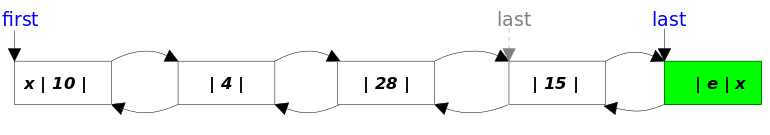 first
last
last
x | 10 |
| 4 |
| 28 |
| 15 |
| e | x